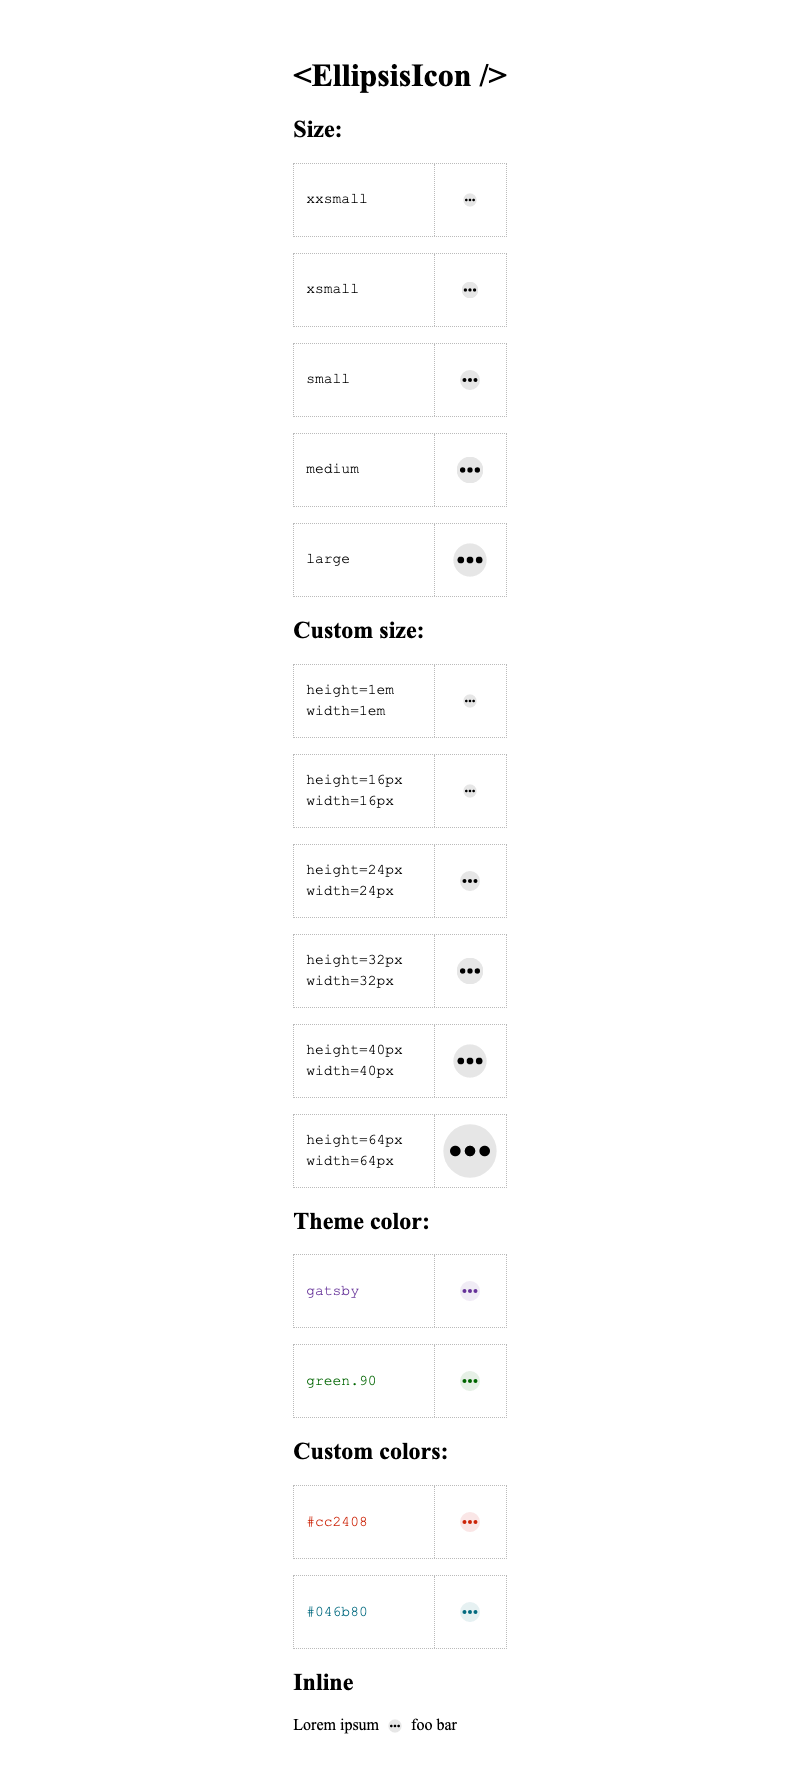 <EllipsisIcon />
Size:
xxsmall
xsmall
small
medium
large
Custom size:
height=1em
width=1em
height=16px
width=16px
height=24px
width=24px
height=32px
width=32px
height=40px
width=40px
height=64px
width=64px
Theme color:
gatsby
green.90
Custom colors:
#cc2408
#046b80
Inline
Lorem ipsum foo bar